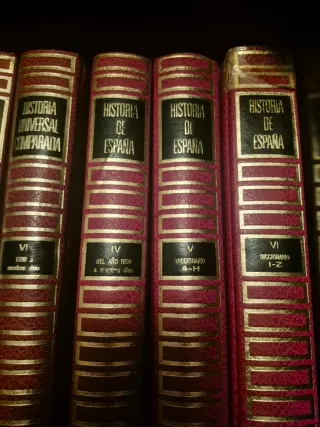 HISTORIA
UNIVERSAL
COMPARADA
VI
HISTORIA
DE
ESPAÑA
IV
DEL AÑO
HISTORIA
DE
ESPAÑA
V
DICCIONARIO
A-H
HISTORIA
DE
ESPAÑA
VI
DICCIONARIO
I-Z